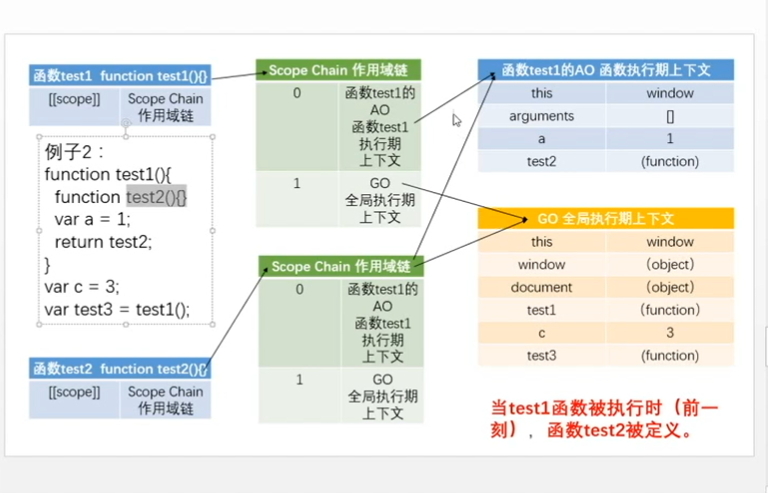 函数test1 function test1(){}
[[scope]] Scope Chain
作用域链
例子2：
function test1(){
function test2(){}
var a = 1;
return test2;
}
var c = 3;
var test3 = test1();
函数test2 function test2(){}
[[scope]] Scope Chain
作用域链
Scope Chain 作用域链
0 函数test1的
AO
函数test1
执行期
上下文
1 GO
全局执行期
上下文
Scope Chain 作用域链
0 函数test1的
AO
函数test1
执行期
上下文
1 GO
全局执行期
上下文
函数test1的AO 函数执行期上下文
this window
arguments []
a 1
test2 (function)
GO 全局执行期上下文
this window
window （object）
document （object）
test1 （function）
c 3
test3 (function)
当test1函数被执行时（前一
刻），函数test2被定义。